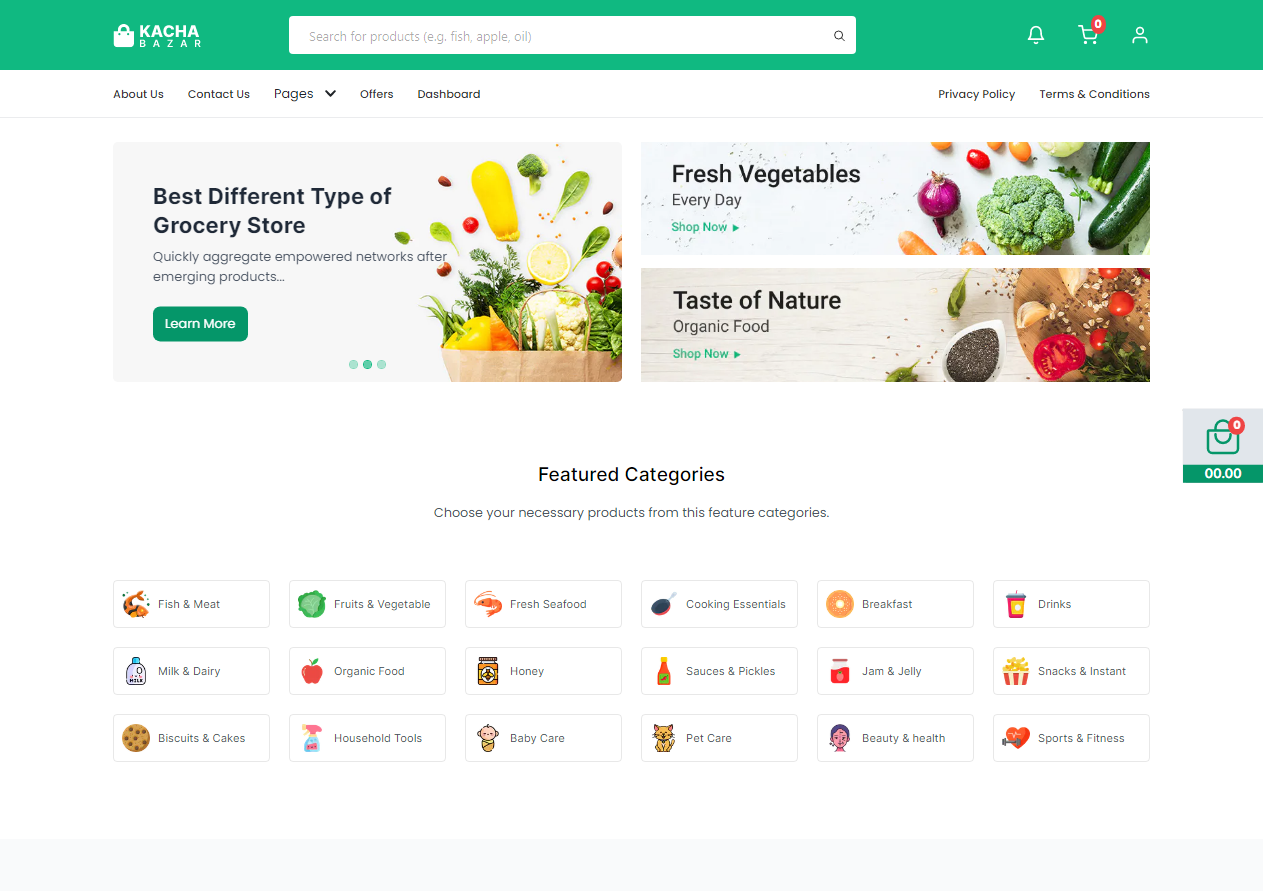 KACHA
BAZAR
Search for products (e.g. fish, apple, oil)
0
About Us
Contact Us
Pages
Offers
Dashboard
Privacy Policy
Terms & Conditions
Best Different Type of
Grocery Store
Quickly aggregate empowered networks after
emerging products...
Learn More
Fresh Vegetables
Every Day
Shop Now
Taste of Nature
Organic Food
Shop Now
0
00.00
Featured Categories
Choose your necessary products from this feature categories.
Fish & Meat
Fruits & Vegetable
Fresh Seafood
Cooking Essentials
Breakfast
Drinks
MILK
Milk & Dairy
Organic Food
Honey
Sauces & Pickles
Jam & Jelly
Snacks & Instant
Biscuits & Cakes
Household Tools
Baby Care
Pet Care
Beauty & health
Sports & Fitness